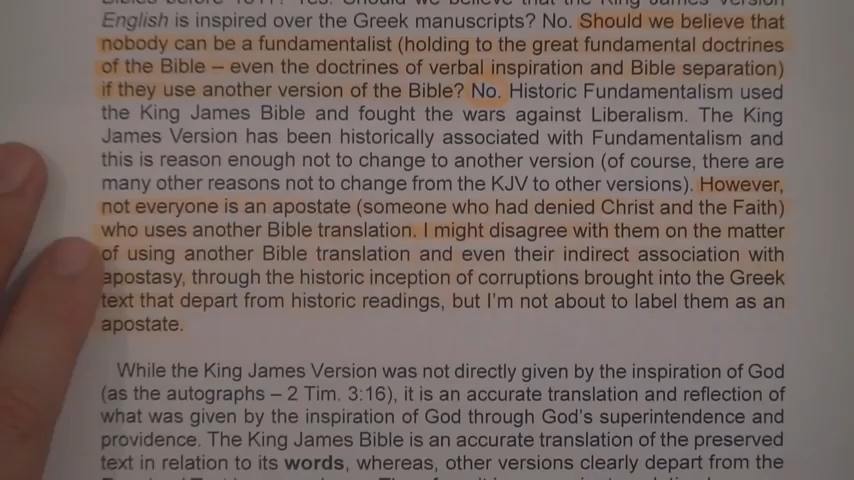 English is inspired over the Greek manuscripts? No. Should we believe that
nobody can be a fundamentalist (holding to the great fundamental doctrines
of the Bible – even the doctrines of verbal inspiration and Bible separation)
if they use another version of the Bible? No. Historic Fundamentalism used
the King James Bible and fought the wars against Liberalism. The King
James Version has been historically associated with Fundamentalism and
this is reason enough not to change to another version (of course, there are
many other reasons not to change from the KJV to other versions). However,
not everyone is an apostate (someone who had denied Christ and the Faith)
who uses another Bible translation. I might disagree with them on the matter
of using another Bible translation and even their indirect association with
apostasy, through the historic inception of corruptions brought into the Greek
text that depart from historic readings, but I'm not about to label them as an
apostate.
While the King James Version was not directly given by the inspiration of God
(as the autographs – 2 Tim. 3:16), it is an accurate translation and reflection of
what was given by the inspiration of God through God's superintendence and
providence. The King James Bible is an accurate translation of the preserved
text in relation to its words, whereas, other versions clearly depart from the